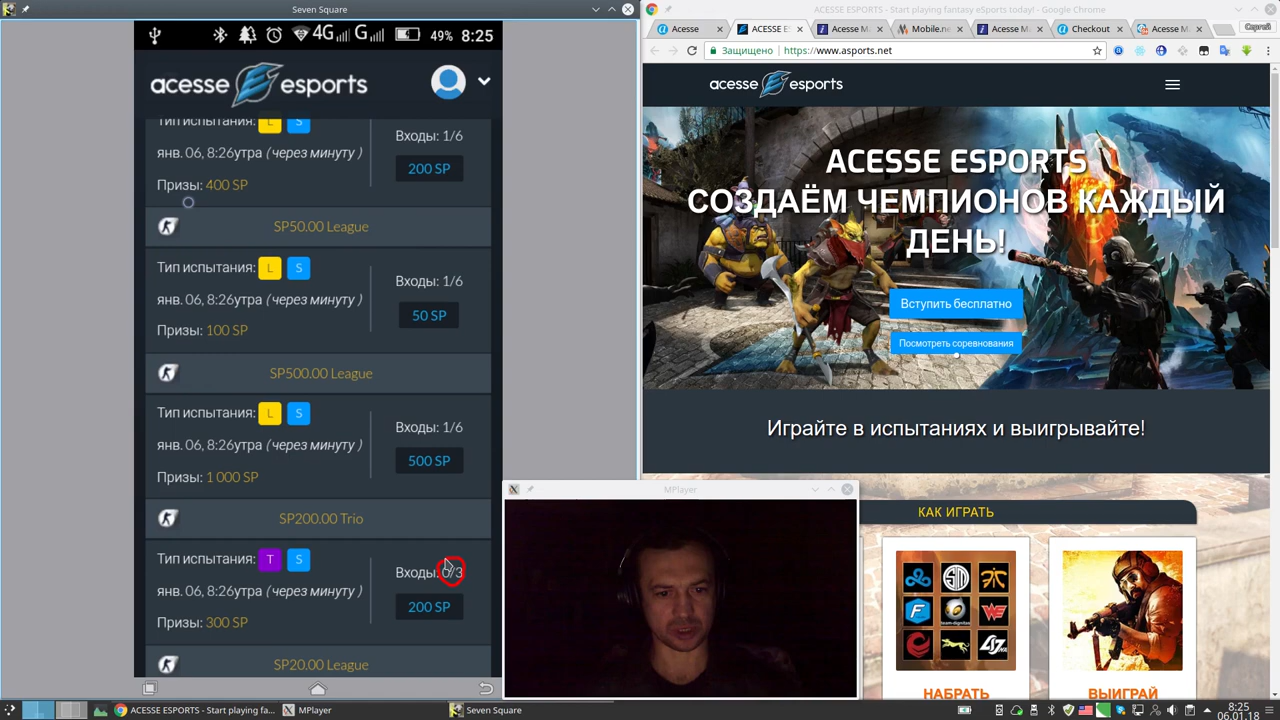 Seven Square
4G G 49% 8:25
acesse esports
Тип испытания: L S
Входы: 1/6
янв. 06, 8:26утра (через минуту )
200 SP
Призы: 400 SP
SP50.00 League
Тип испытания: L S
Входы: 1/6
янв. 06, 8:26утра (через минуту )
50 SP
Призы: 100 SP
SP500.00 League
Тип испытания: L S
Входы: 1/6
янв. 06, 8:26утра (через минуту )
500 SP
Призы: 1 000 SP
SP200.00 Trio
Тип испытания: T S
Входы: 0/3
янв. 06, 8:26утра (через минуту )
200 SP
Призы: 300 SP
SP20.00 League
ACESSE ESPORTS - Start playing fantasy eSports today! - Google Chrome
Acesse
ACESSE E
Acesse M
Mobile.ne
Acesse M
Checkout
Acesse M
Сергей
Защищено https://www.asports.net
acesse esports
ACESSE ESPORTS
СОЗДАЁМ ЧЕМПИОНОВ КАЖДЫЙ
ДЕНЬ!
Вступить бесплатно
Посмотреть соревнования
Играйте в испытаниях и выигрывайте!
MPlayer
КАК ИГРАТЬ
TSM
team-dignitas
НАБРАТЬ
ВЫИГРАЙ
ACESSE ESPORTS - Start playing fa...
MPlayer
Seven Square
8:25
06.01.18